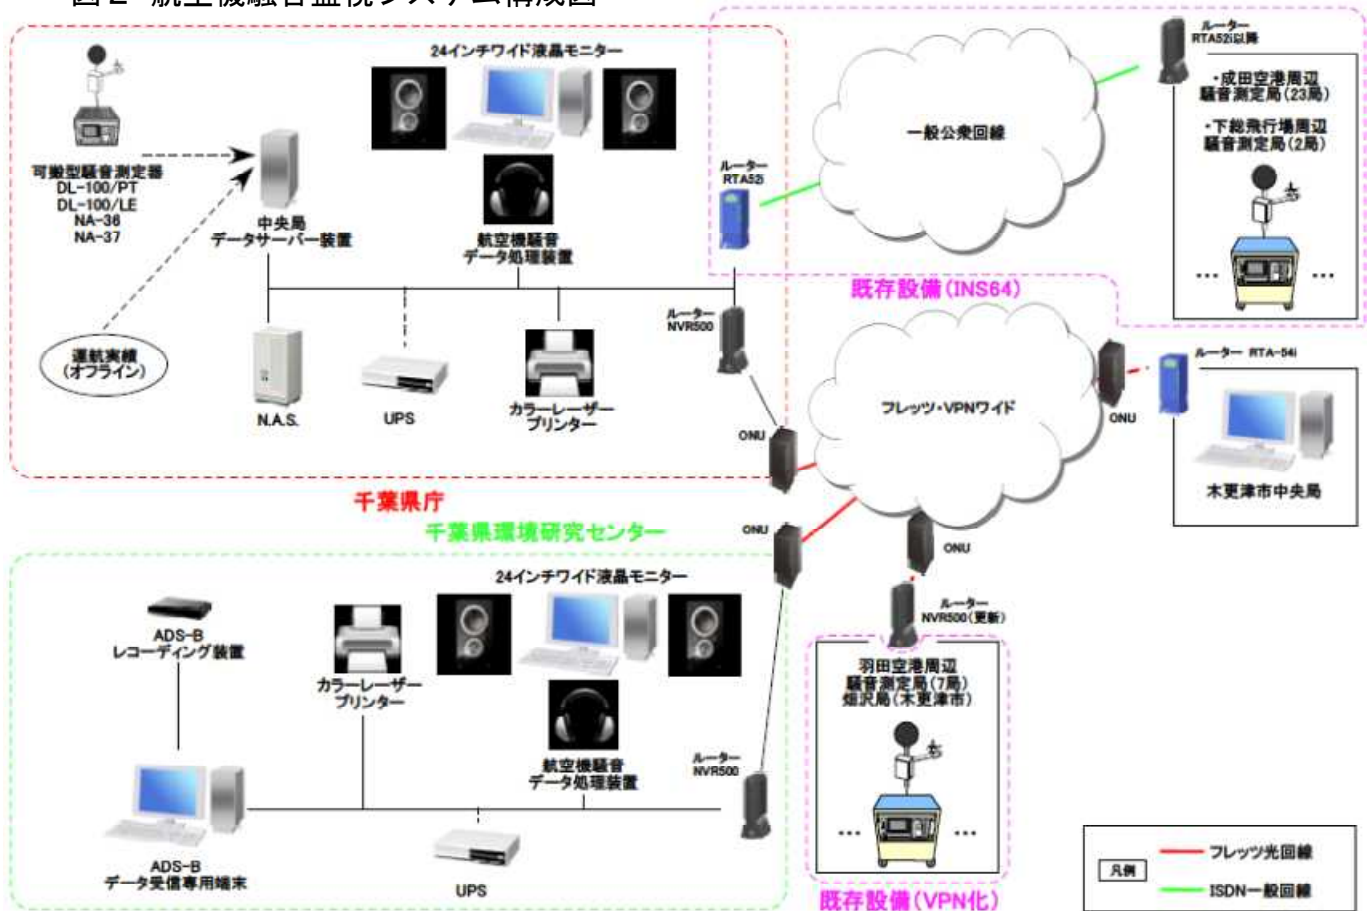 図2 航空機騒音監視システム構成図
24インチワイド液晶モニター
可搬型騒音測定器
DL-100/PT
DL-100/LE
NA-36
NA-37
中央局
データサーバー装置
航空機騒音
データ処理装置
ルーター
RTA52i
一般公衆回線
ルーター
RTA52i以降
・成田空港周辺
騒音測定局(23局)
・下総飛行場周辺
騒音測定局(2局)
… …
既存設備(INS64)
運航実績
(オフライン)
N.A.S.
UPS
カラーレーザー
プリンター
ルーター
NVR500
ONU
フレッツ・VPNワイド
ONU
ルーター RTA-54i
木更津市中央局
千葉県庁
千葉県環境研究センター
ONU
ONU
24インチワイド液晶モニター
ADS-B
レコーディング装置
カラーレーザー
プリンター
航空機騒音
データ処理装置
ルーター
NVR500
ADS-B
データ受信専用端末
UPS
ルーター
NVR500(更新)
羽田空港周辺
騒音測定局(7局)
畑沢局(木更津市)
… …
既存設備(VPN化)
凡例
フレッツ光回線
ISDN一般回線